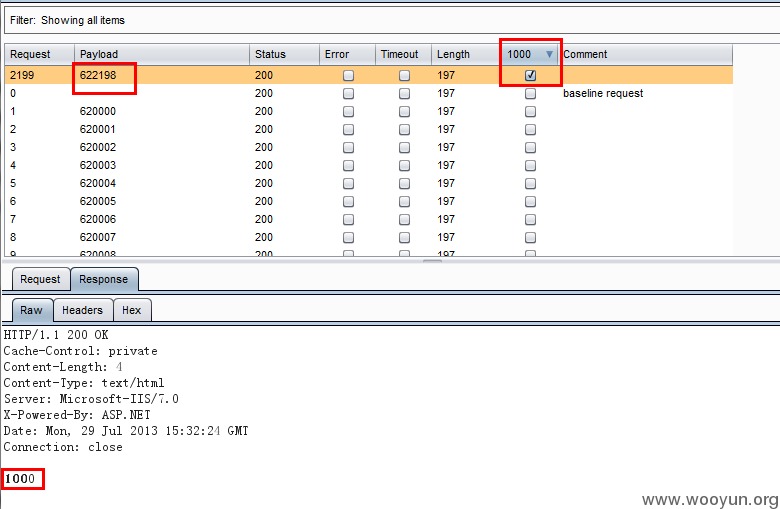 Filter: Showing all items
Request Payload Status Error Timeout Length 1000 Comment
2199 622198 200 197
0 200 197 baseline request
1 620000 200 197
2 620001 200 197
3 620002 200 197
4 620003 200 197
5 620004 200 197
6 620005 200 197
7 620006 200 197
8 620007 200 197
9 620008 200 197
Request Response
Raw Headers Hex
HTTP/1.1 200 OK
Cache-Control: private
Content-Length: 4
Content-Type: text/html
Server: Microsoft-IIS/7.0
X-Powered-By: ASP.NET
Date: Mon, 29 Jul 2013 15:32:24 GMT
Connection: close
1000
www.wooyun.org